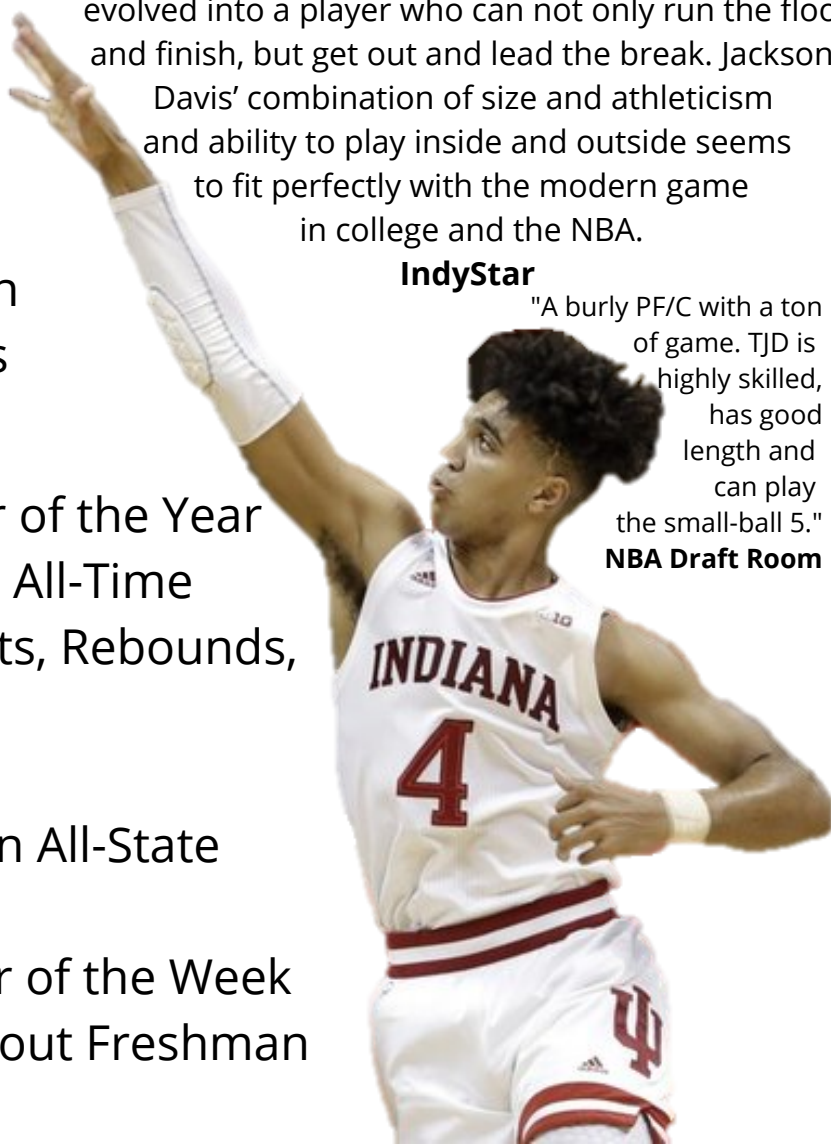 evolved into a player who can not only run the
and finish, but get out and lead the break. Jackson
Davis’ combination of size and athleticism
and ability to play inside and outside seems
to fit perfectly with the modern game
in college and the NBA.
IndyStar
"A burly PF/C with a ton
of game. TJD is
highly skilled,
has good
length and
can play
the small-ball 5."
NBA Draft Room
n
s
r of the Year
All-Time
ts, Rebounds,
n All-State
r of the Week
out Freshman
INDIANA
4